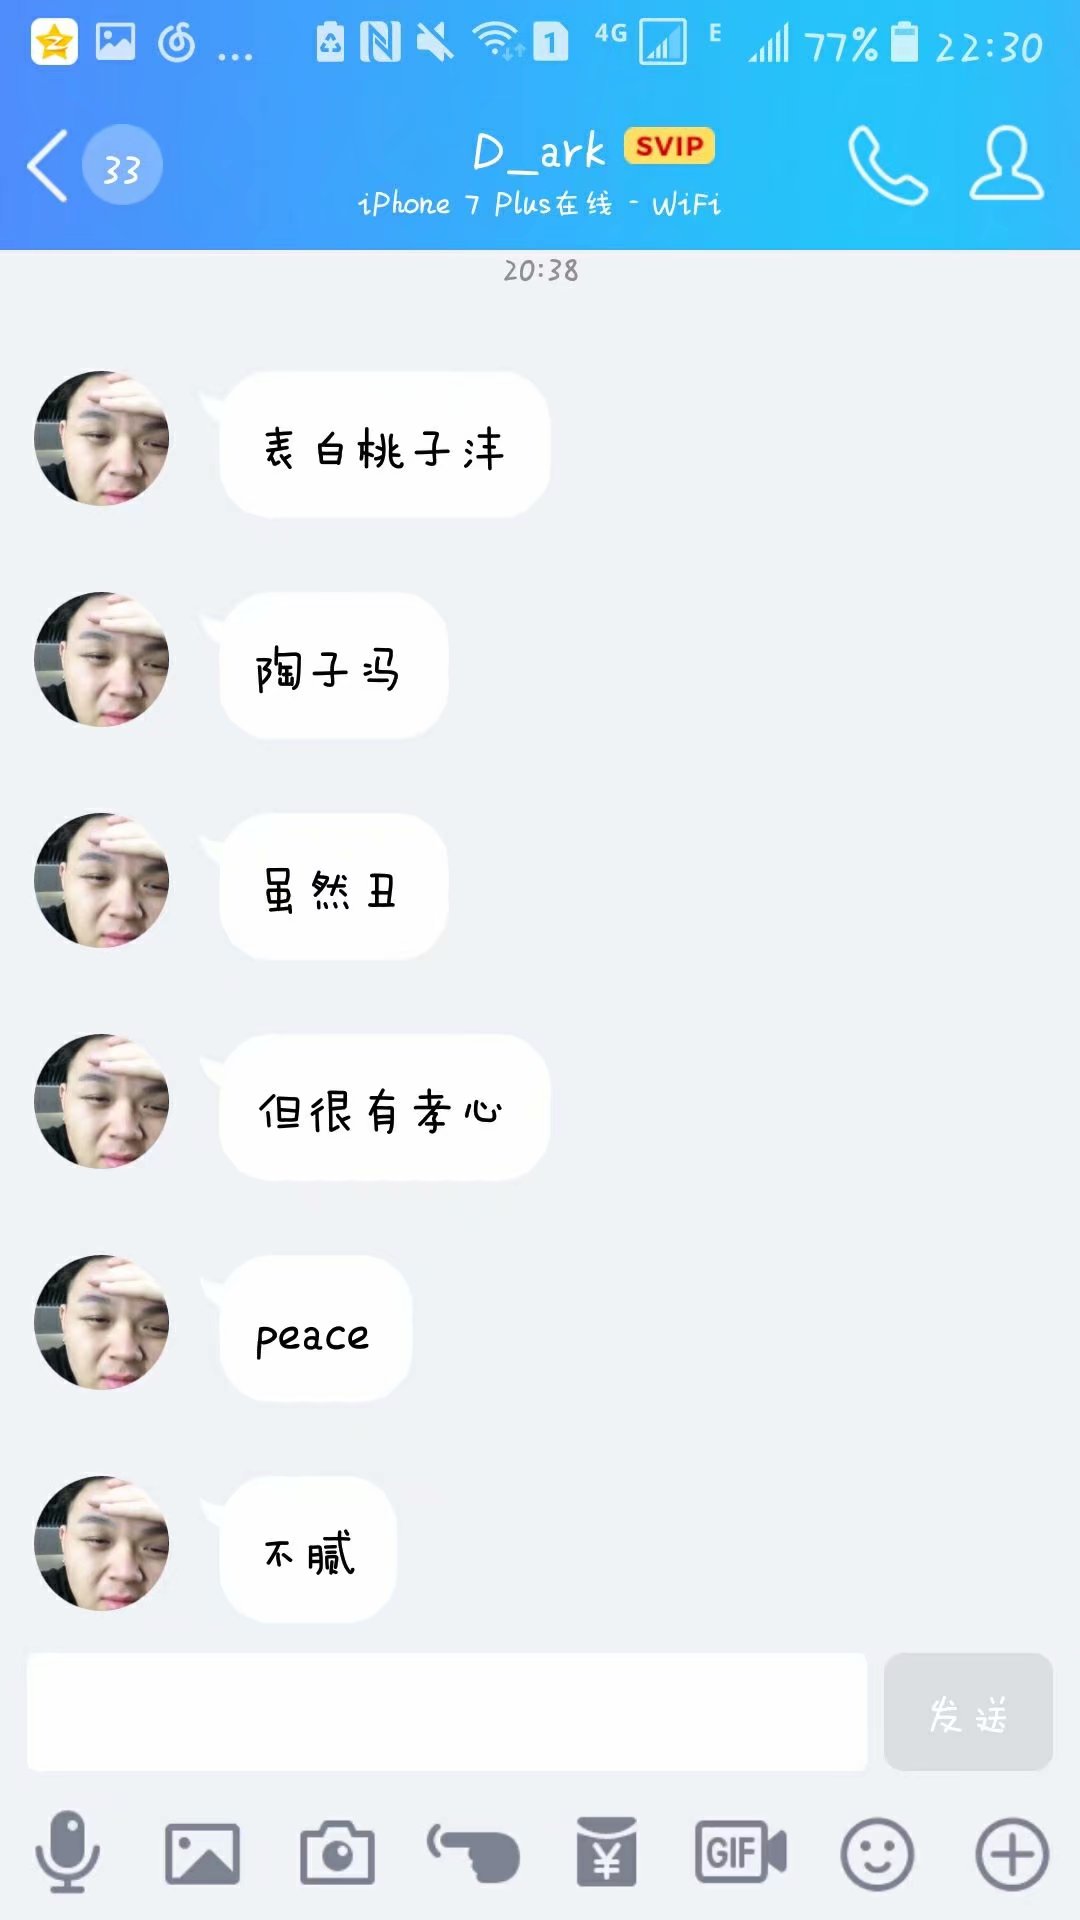 ... 1 4G E 77% 22:30
33
D_ark SVIP
iPhone 7 Plus在线 - WiFi
20:38
表白桃子沣
陶子冯
虽然丑
但很有孝心
peace
不腻
发送
¥
GIF